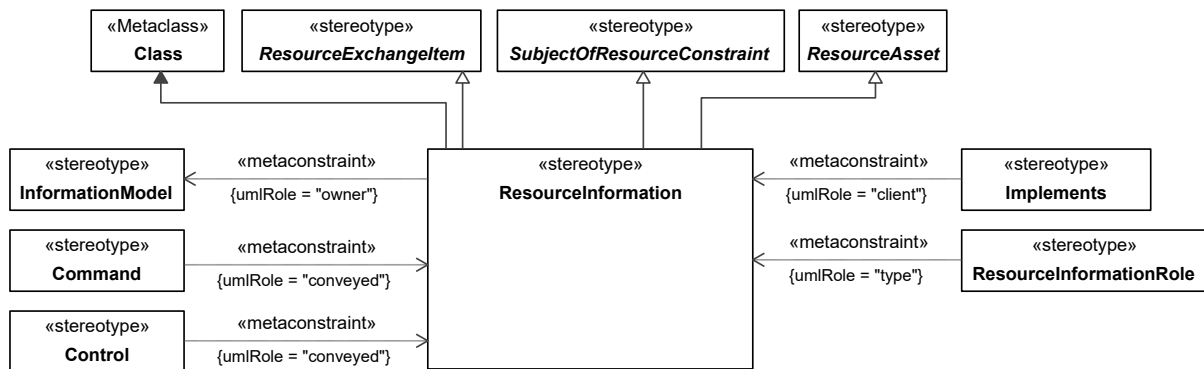 «Metaclass»
Class
«stereotype»
ResourceExchangeItem
«stereotype»
SubjectOfResourceConstraint
«stereotype»
ResourceAsset
«stereotype»
InformationModel
«metaconstraint»
{umlRole = "owner"}
«stereotype»
Command
«metaconstraint»
{umlRole = "conveyed"}
«stereotype»
Control
«metaconstraint»
{umlRole = "conveyed"}
«stereotype»
ResourceInformation
«metaconstraint»
{umlRole = "client"}
«stereotype»
Implements
«metaconstraint»
{umlRole = "type"}
«stereotype»
ResourceInformationRole